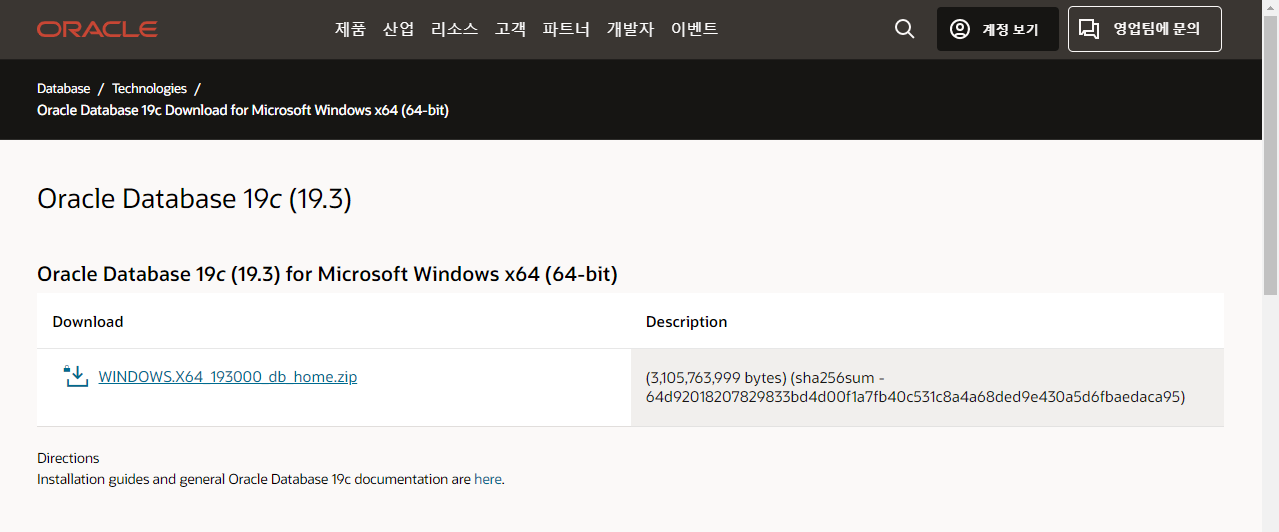 ORACLE
제품 산업 리소스 고객 파트너 개발자 이벤트
계정 보기
영업팀에 문의
Database / Technologies /
Oracle Database 19c Download for Microsoft Windows x64 (64-bit)
Oracle Database 19c (19.3)
Oracle Database 19c (19.3) for Microsoft Windows x64 (64-bit)
Download Description
WINDOWS.X64_193000_db_home.zip
(3,105,763,999 bytes) (sha256sum -
64d92018207829833bd4d00f1a7fb40c531c8a4a68ded9e430a5d6fbaedaca95)
Directions
Installation guides and general Oracle Database 19c documentation are here.